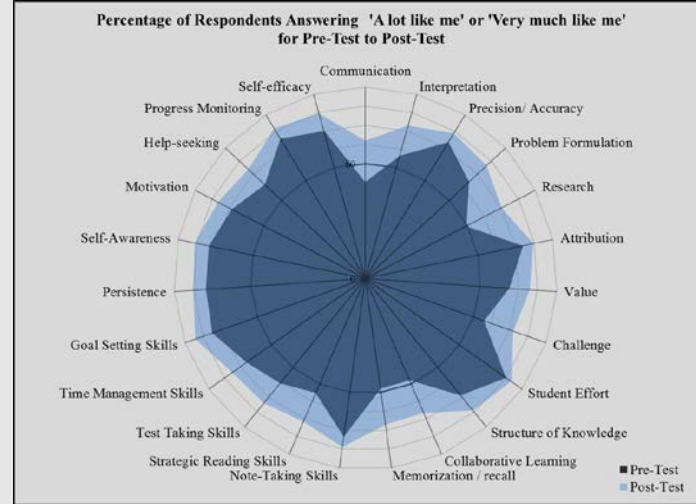 Percentage of Respondents Answering 'A lot like me' or 'Very much like me'
for Pre-Test to Post-Test
Communication
Interpretation
Precision/ Accuracy
Problem Formulation
Research
Attribution
Value
Challenge
Student Effort
Structure of Knowledge
Collaborative Learning
Memorization / recall
Note-Taking Skills
Strategic Reading Skills
Test Taking Skills
Time Management Skills
Goal Setting Skills
Persistence
Self-Awareness
Motivation
Help-seeking
Progress Monitoring
Self-efficacy
60
Pre-Test
Post-Test